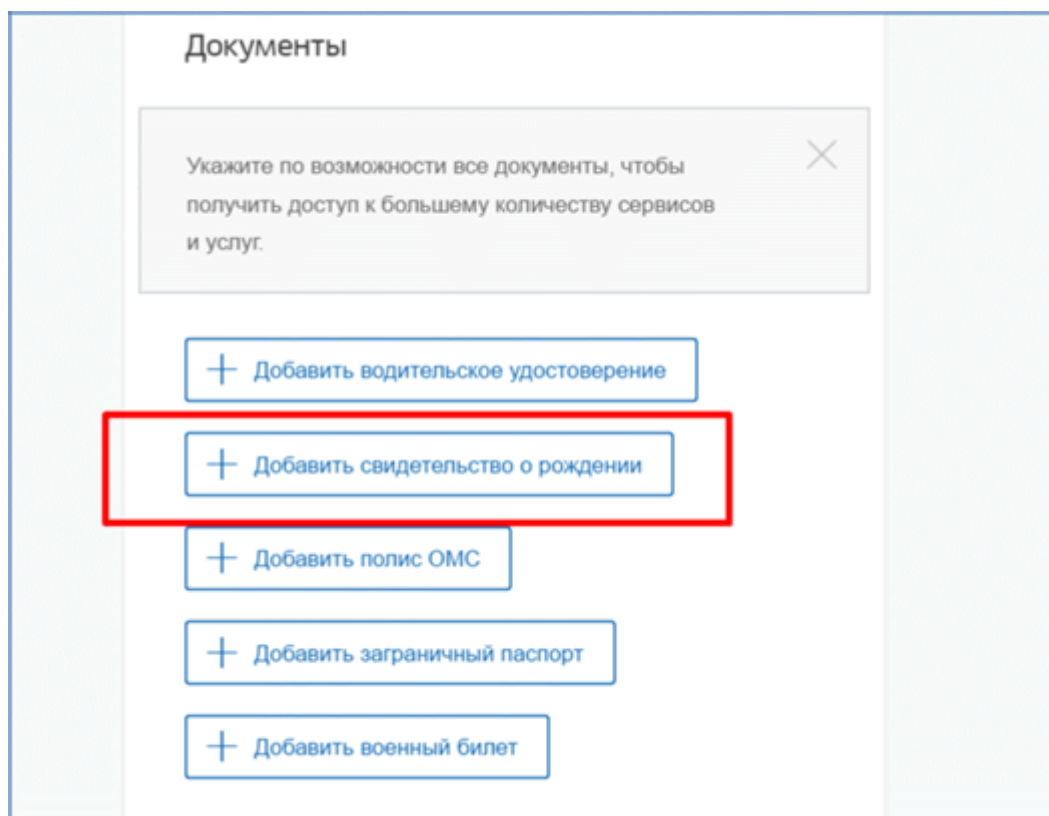 Документы
Укажите по возможности все документы, чтобы
получить доступ к большему количеству сервисов
и услуг.
Добавить водительское удостоверение
Добавить свидетельство о рождении
Добавить полис ОМС
Добавить заграничный паспорт
Добавить военный билет